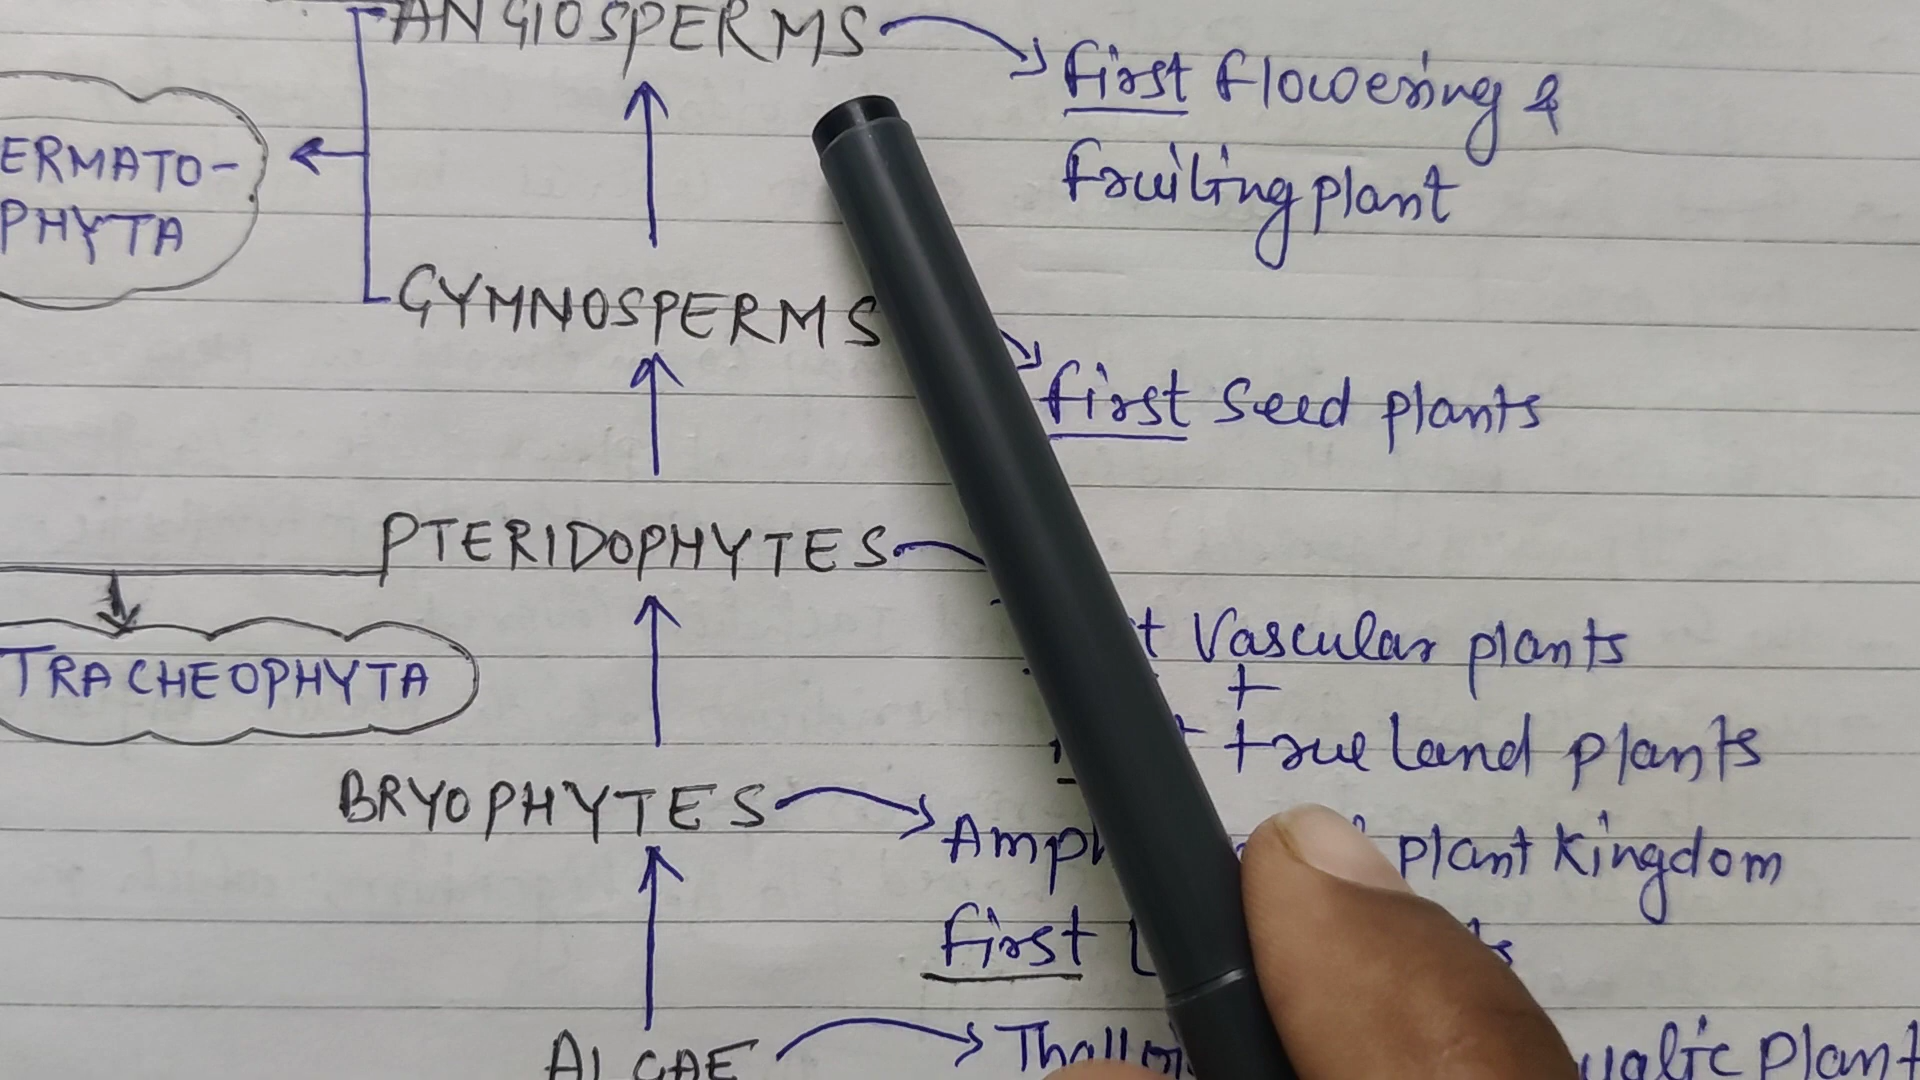 ANGIOSPERMS
First flowering &
fruiting plant
ERMATO-
PHYTA
GYMNOSPERMS
First Seed plants
PTERIDOPHYTES
Vascular plants
+
true land plants
TRACHEOPHYTA
BRYOPHYTES
plant kingdom
First
ALGAE
plant